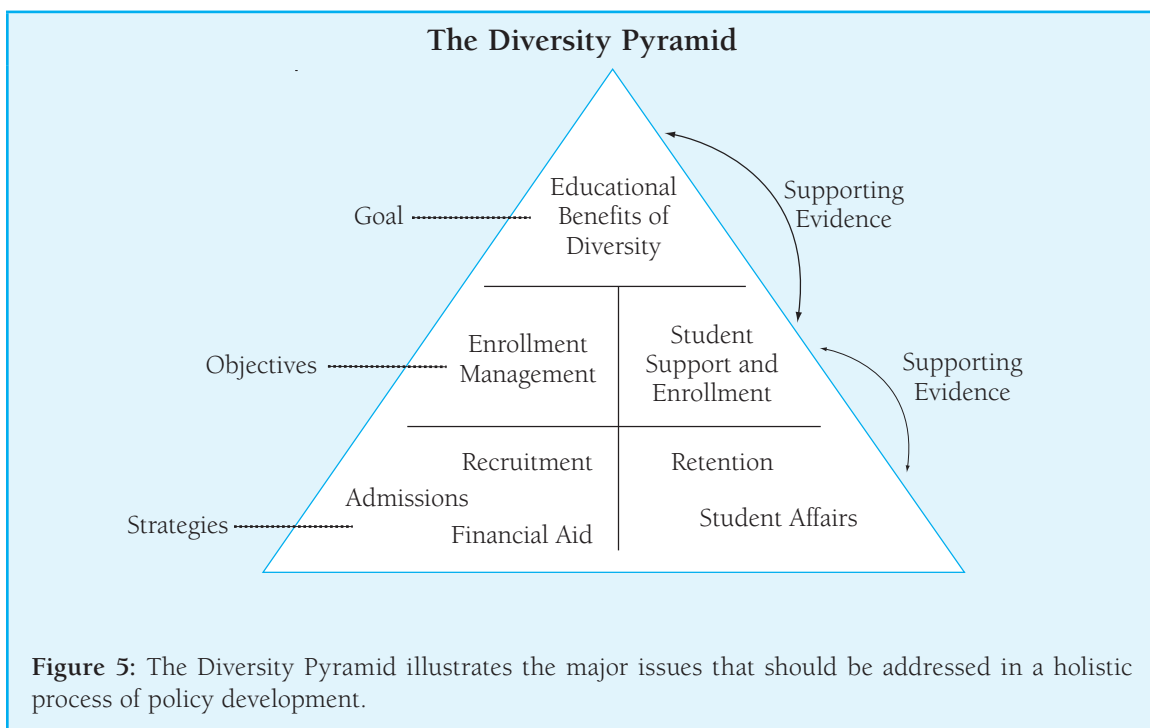 The Diversity Pyramid
Goal
Educational
Benefits of
Diversity
Supporting
Evidence
Objectives
Enrollment
Management
Student
Support and
Enrollment
Supporting
Evidence
Strategies
Recruitment
Admissions
Financial Aid
Retention
Student Affairs
Figure 5: The Diversity Pyramid illustrates the major issues that should be addressed in a holistic
process of policy development.